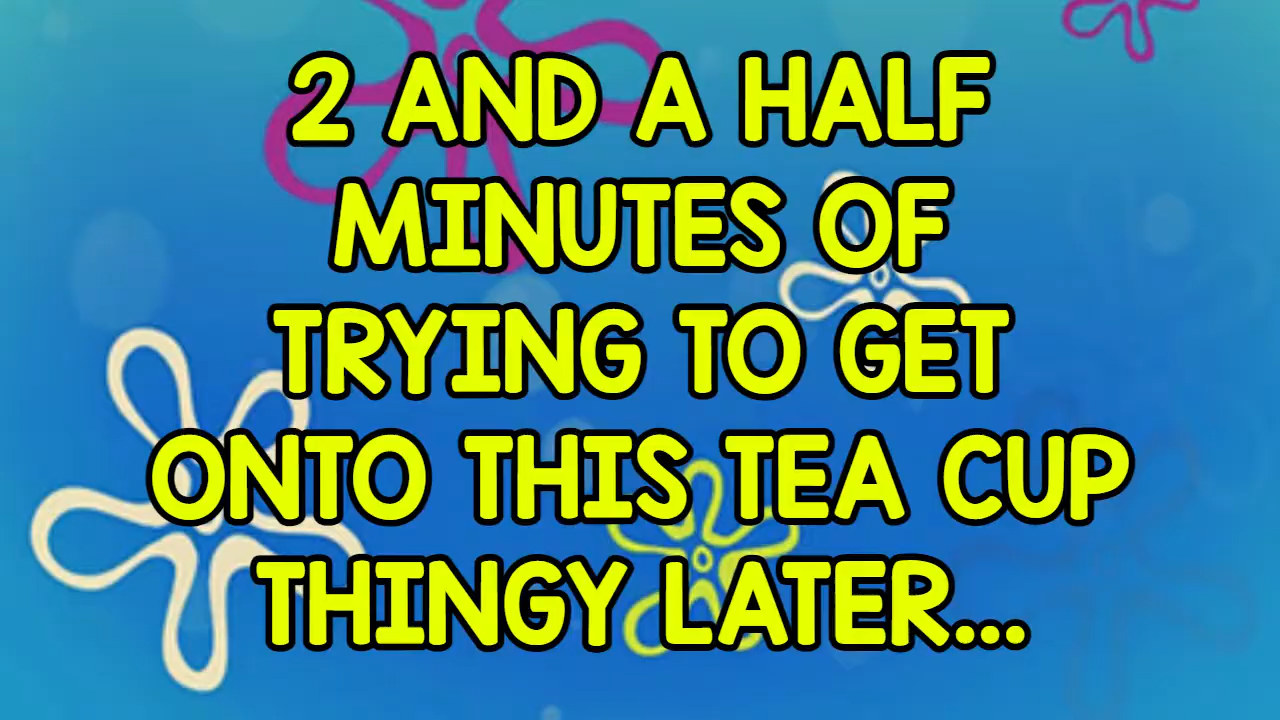 2 AND A HALF
MINUTES OF
TRYING TO GET
ONTO THIS TEA CUP
THINGY LATER...